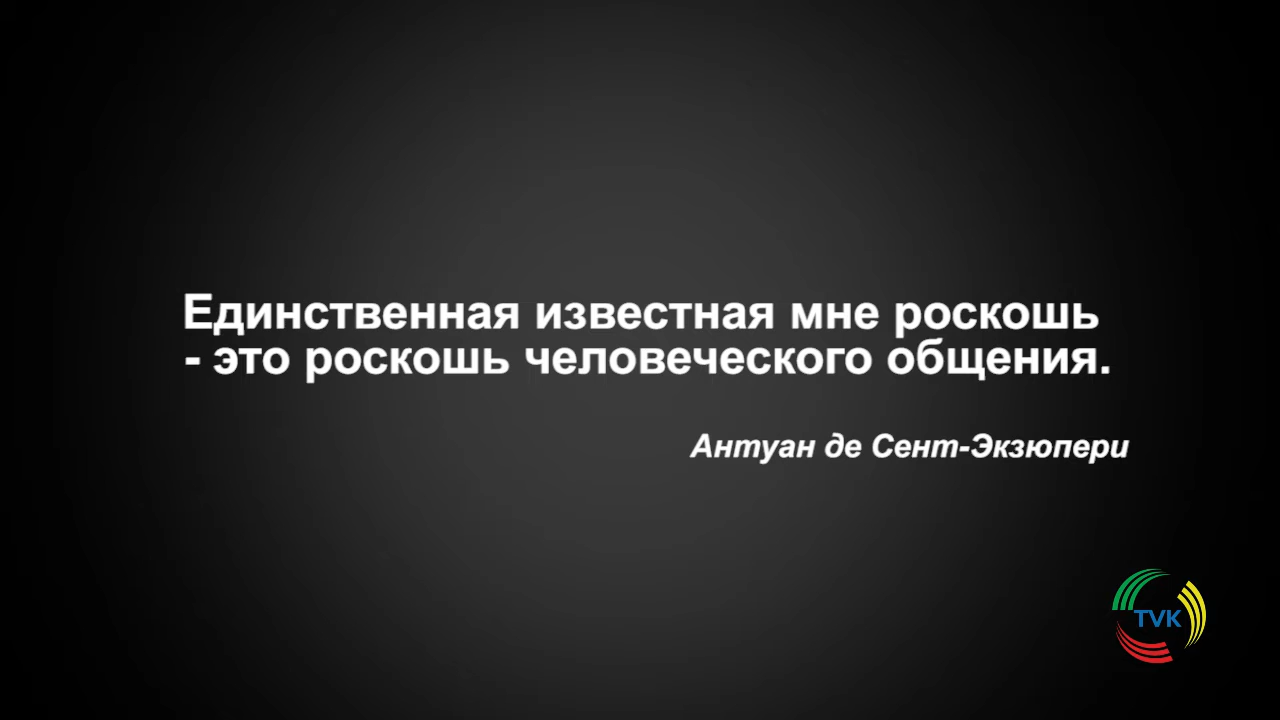 Единственная известная мне роскошь
- это роскошь человеческого общения.
Антуан де Сент-Экзюпери
TVK